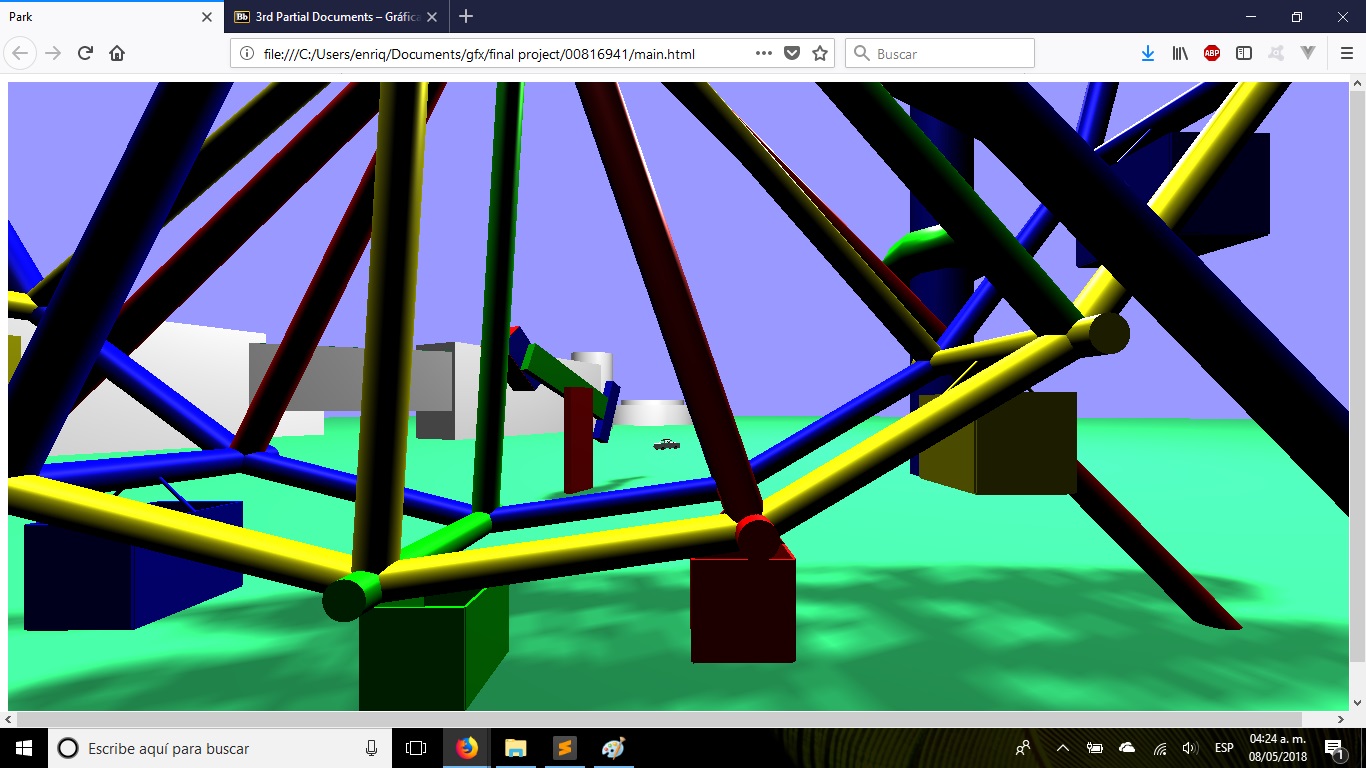 Park
Bb 3rd Partial Documents – Gráfica
file:///C:/Users/enriq/Documents/gfx/final project/00816941/main.html
Buscar
ABP
Escribe aquí para buscar
ESP
04:24 a. m.
08/05/2018
1